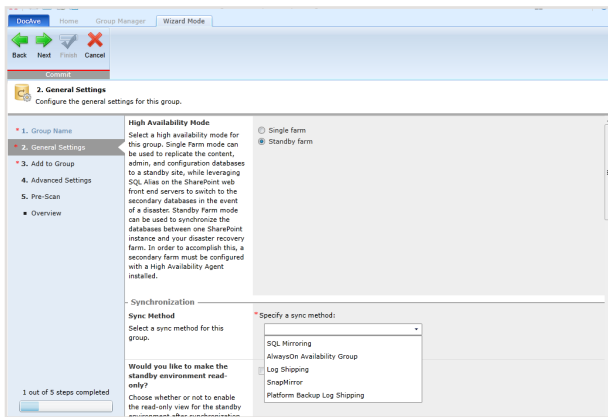 DocAve Home Group Manager Wizard Mode
Back Next Finish Cancel
Commit
2. General Settings
Configure the general settings for this group.
* 1. Group Name
* 2. General Settings
* 3. Add to Group
4. Advanced Settings
5. Pre-Scan
Overview
1 out of 5 steps completed
High Availability Mode
Select a high availability mode for
this group. Single Farm mode can
be used to replicate the content,
admin, and configuration databases
to a standby site, while leveraging
SQL Alias on the SharePoint web
front end servers to switch to the
secondary databases in the event
of a disaster. Standby Farm mode
can be used to synchronize the
databases between one SharePoint
instance and your disaster recovery
farm. In order to accomplish this, a
secondary farm must be configured
with a High Availability Agent
installed.
Single farm
Standby farm
Synchronization
Sync Method
Select a sync method for this
group.
* Specify a sync method:
SQL Mirroring
AlwaysOn Availability Group
Log Shipping
SnapMirror
Platform Backup Log Shipping
Would you like to make the
standby environment read-
only?
Choose whether or not to enable
the read-only view for the standby
environment after synchronization